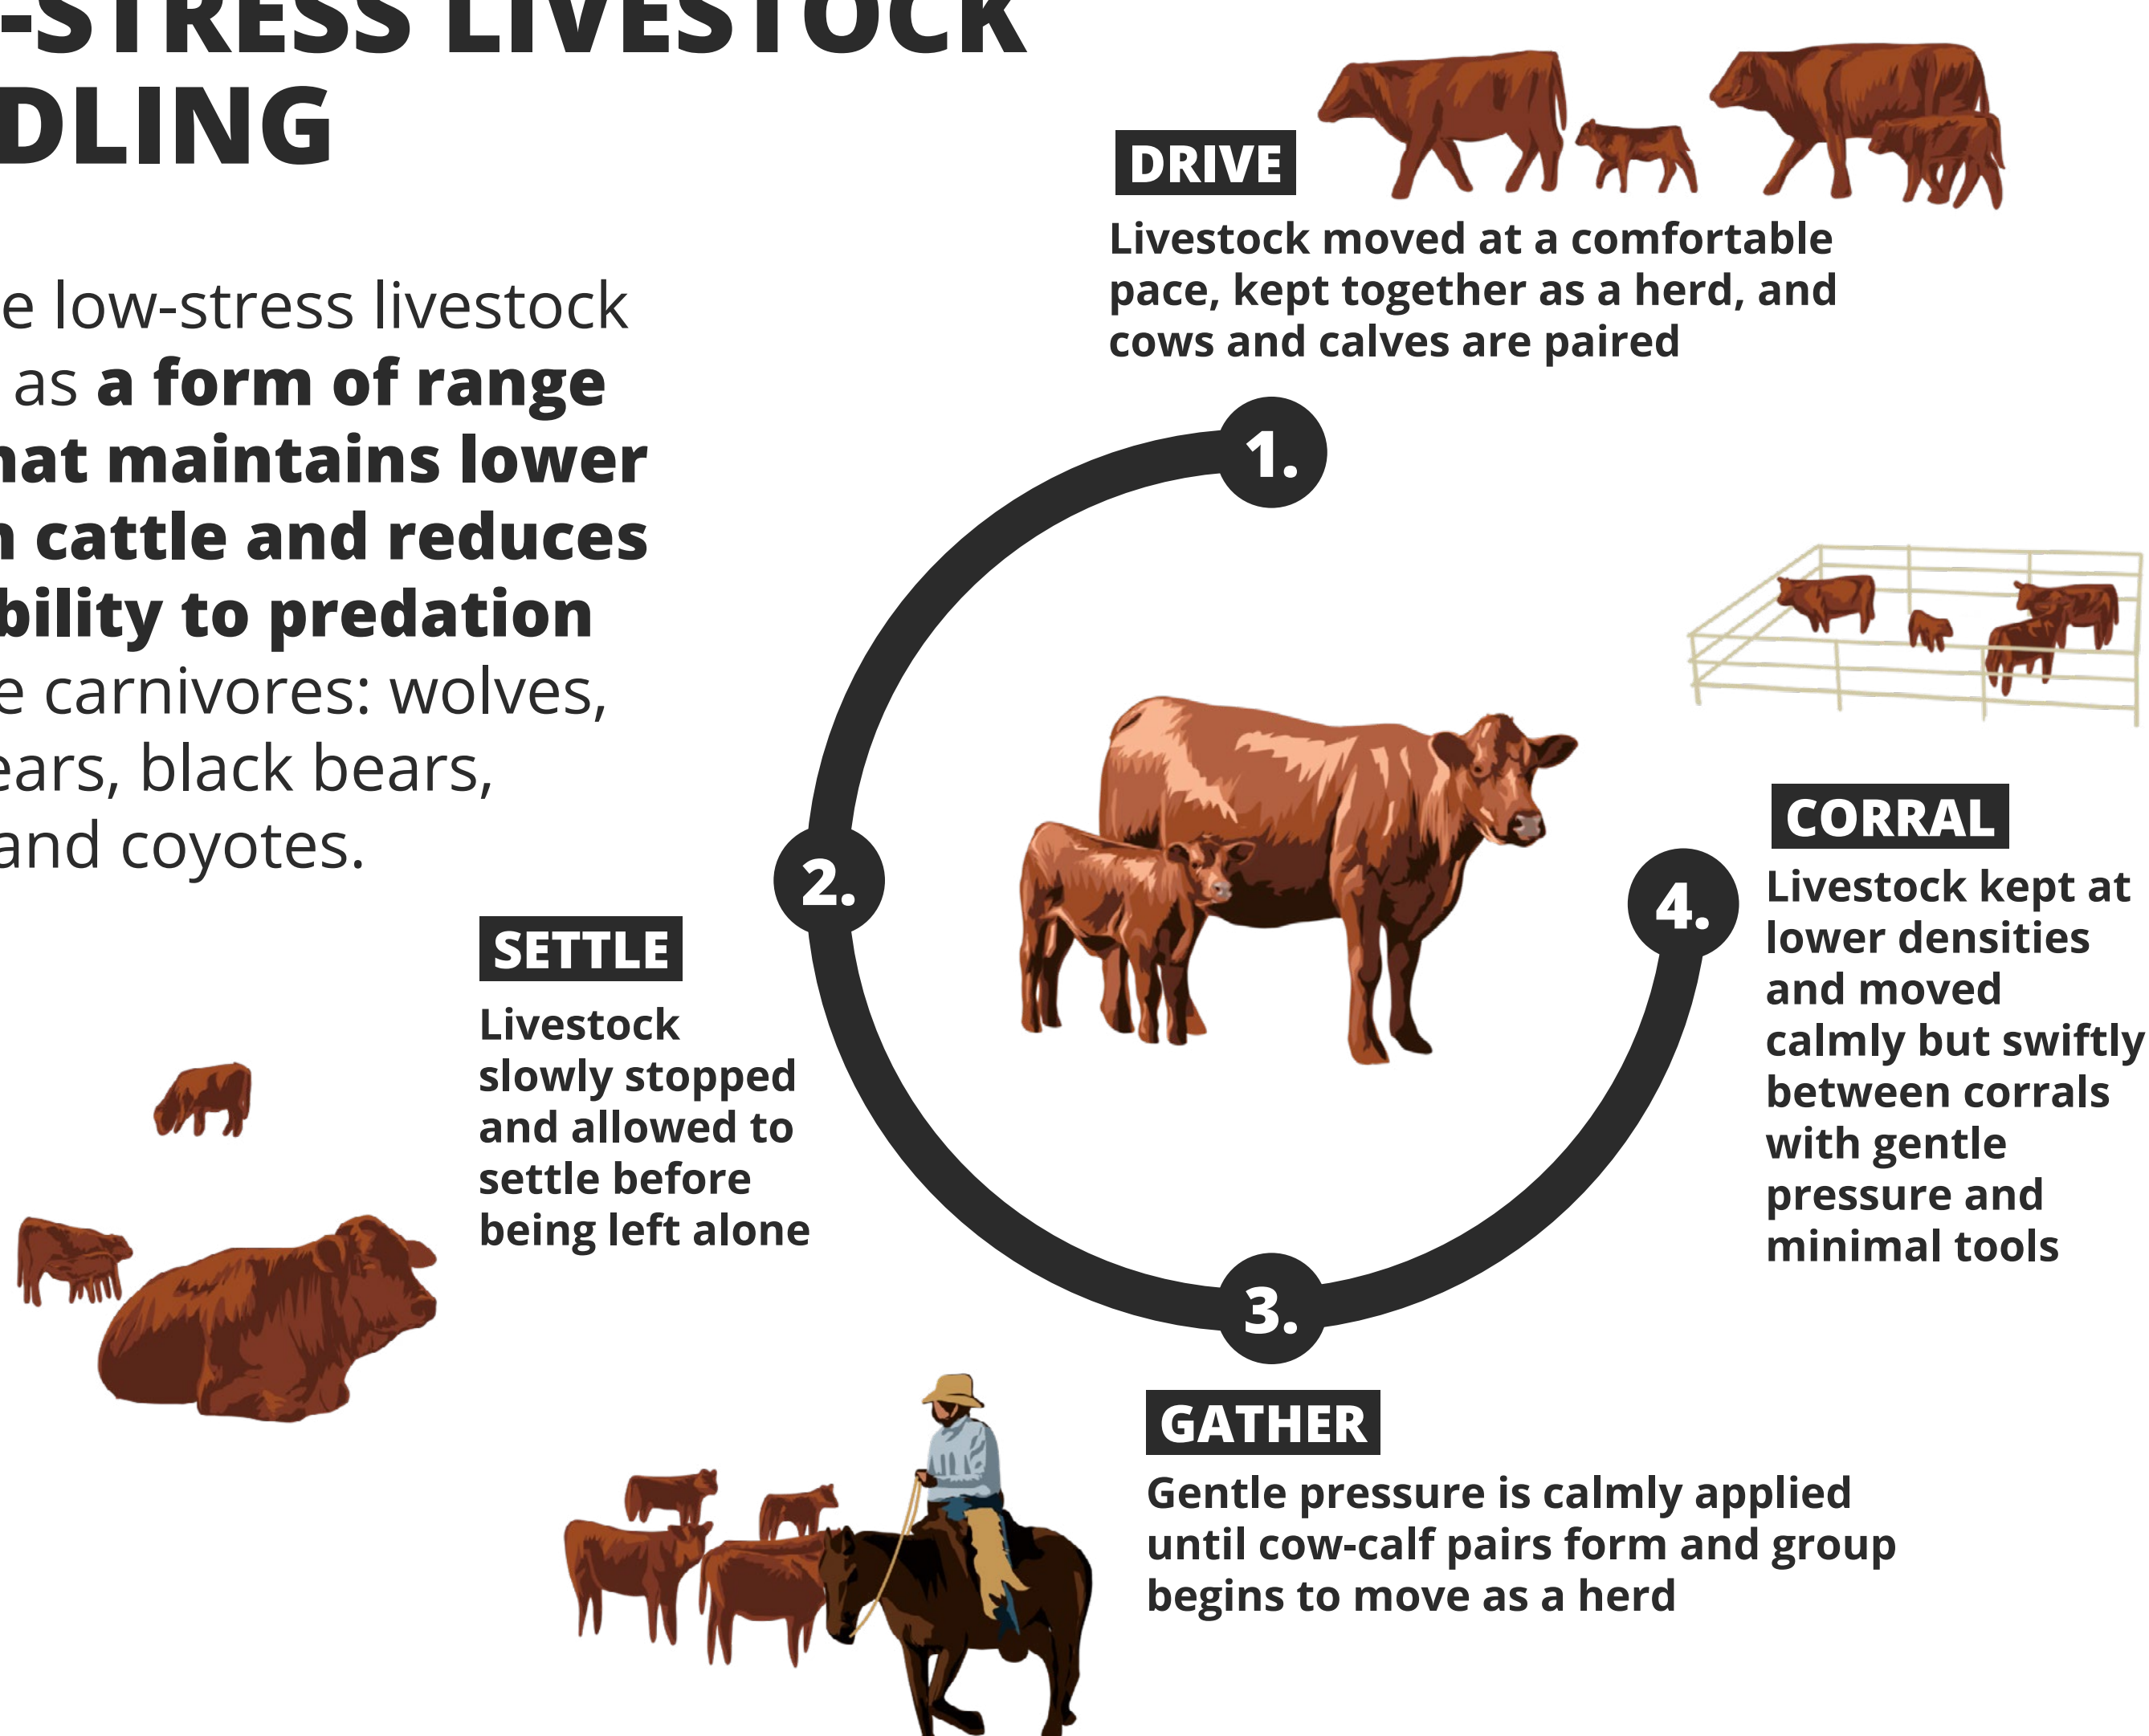 -STRESS LIVESTOCK
DLING
e low-stress livestock
as a form of range
hat maintains lower
n cattle and reduces
bility to predation
e carnivores: wolves,
ears, black bears,
and coyotes.
DRIVE
Livestock moved at a comfortable
pace, kept together as a herd, and
cows and calves are paired
1.
2.
SETTLE
Livestock
slowly stopped
and allowed to
settle before
being left alone
3.
GATHER
Gentle pressure is calmly applied
until cow-calf pairs form and group
begins to move as a herd
4.
CORRAL
Livestock kept at
lower densities
and moved
calmly but swiftly
between corrals
with gentle
pressure and
minimal tools